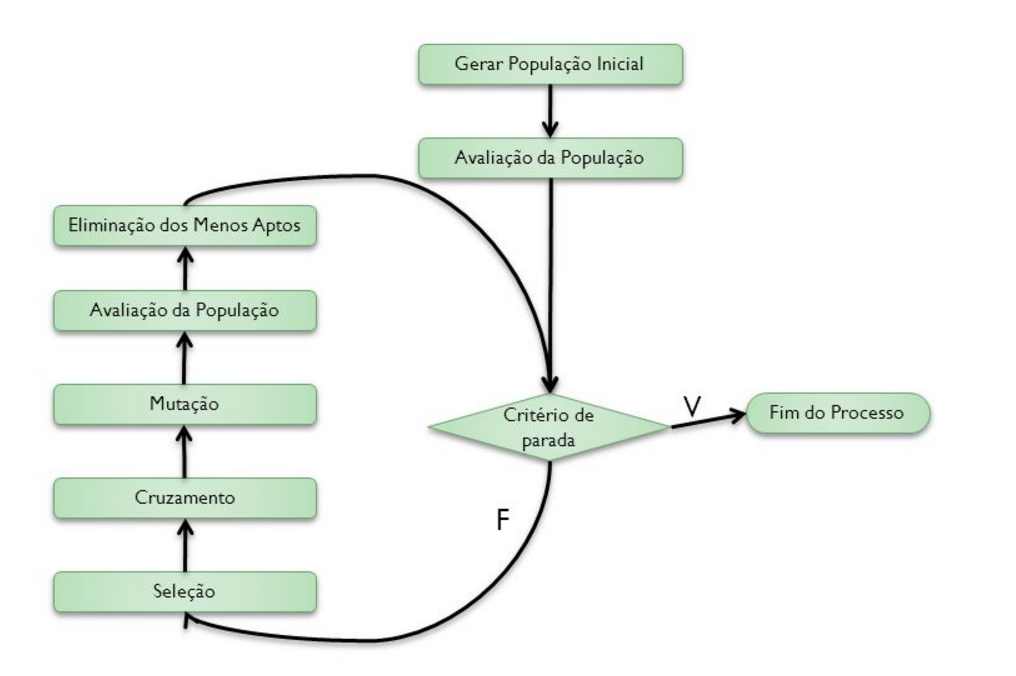 Gerar População Inicial
Avaliação da População
Eliminação dos Menos Aptos
Avaliação da População
Mutação
Cruzamento
Seleção
Critério de
parada
V
Fim do Processo
F